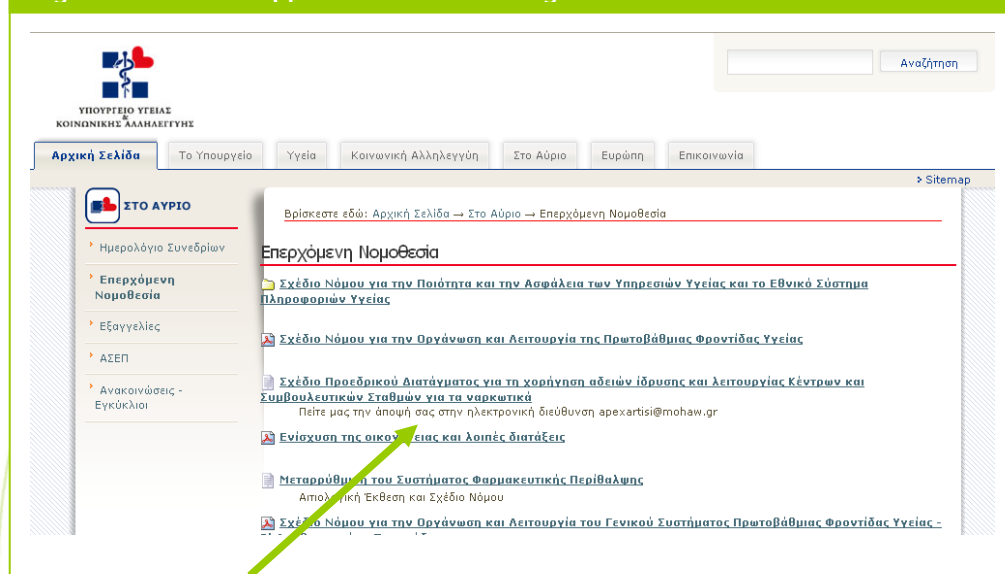 Αναζήτηση
ΥΠΟΥΡΓΕΙΟ ΥΓΕΙΑΣ
&
ΚΟΙΝΩΝΙΚΗΣ ΑΛΛΗΛΕΓΓΥΗΣ
Αρχική Σελίδα Το Υπουργείο Υγεία Κοινωνική Αλληλεγγύη Στο Αύριο Ευρώπη Επικοινωνία
Sitemap
ΣΤΟ ΑΥΡΙΟ
Ημερολόγιο Συνεδρίων
Επερχόμενη
Νομοθεσία
Εξαγγελίες
ΑΣΕΠ
Ανακοινώσεις -
Εγκύκλιοι
Βρίσκεστε εδώ: Αρχική Σελίδα → Στο Αύριο → Επερχόμενη Νομοθεσία
Επερχόμενη Νομοθεσία
Σχέδιο Νόμου για την Ποιότητα και την Ασφάλεια των Υπηρεσιών Υγείας και το Εθνικό Σύστημα
Πληροφοριών Υγείας
Σχέδιο Νόμου για την Οργάνωση και Λειτουργία της Πρωτοβάθμιας Φροντίδας Υγείας
Σχέδιο Προεδρικού Διατάγματος για τη χορήγηση αδειών ίδρυσης και λειτουργίας Κέντρων και
Συμβουλευτικών Σταθμών για τα ναρκωτικά
Πείτε μας την άποψή σας στην ηλεκτρονική διεύθυνση apexartisi@mohaw.gr
Ενίσχυση της και λοιπές διατάξεις
Μεταρρύθμιση του Συστήματος Φαρμακευτικής Περίθαλψης
Αιτιολογική Έκθεση και Σχέδιο Νόμου
Σχέδιο Νόμου για την Οργάνωση και Λειτουργία του Γενικού Συστήματος Πρωτοβάθμιας Φροντίδας Υγείας -